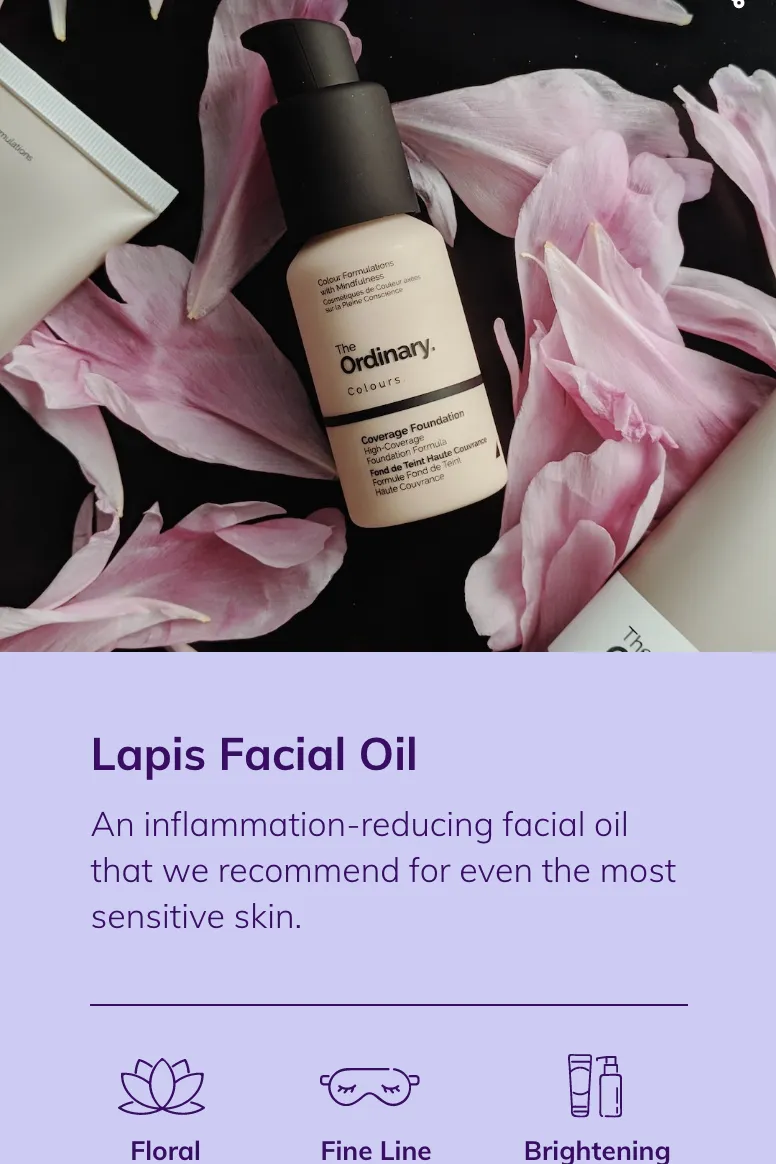 mulations
Colour Formulations
with Mindfulness
Cosmétiques de Couleur axées
sur la Pleine Conscience
The
Ordinary.
Colours
Coverage Foundation
High-Coverage
Foundation Formula
Fond de Teint Haute Couvrance
Formule Fond de Teint
Haute Couvrance
The
Lapis Facial Oil
An inflammation-reducing facial oil
that we recommend for even the most
sensitive skin.
Floral
Fine Line
Brightening